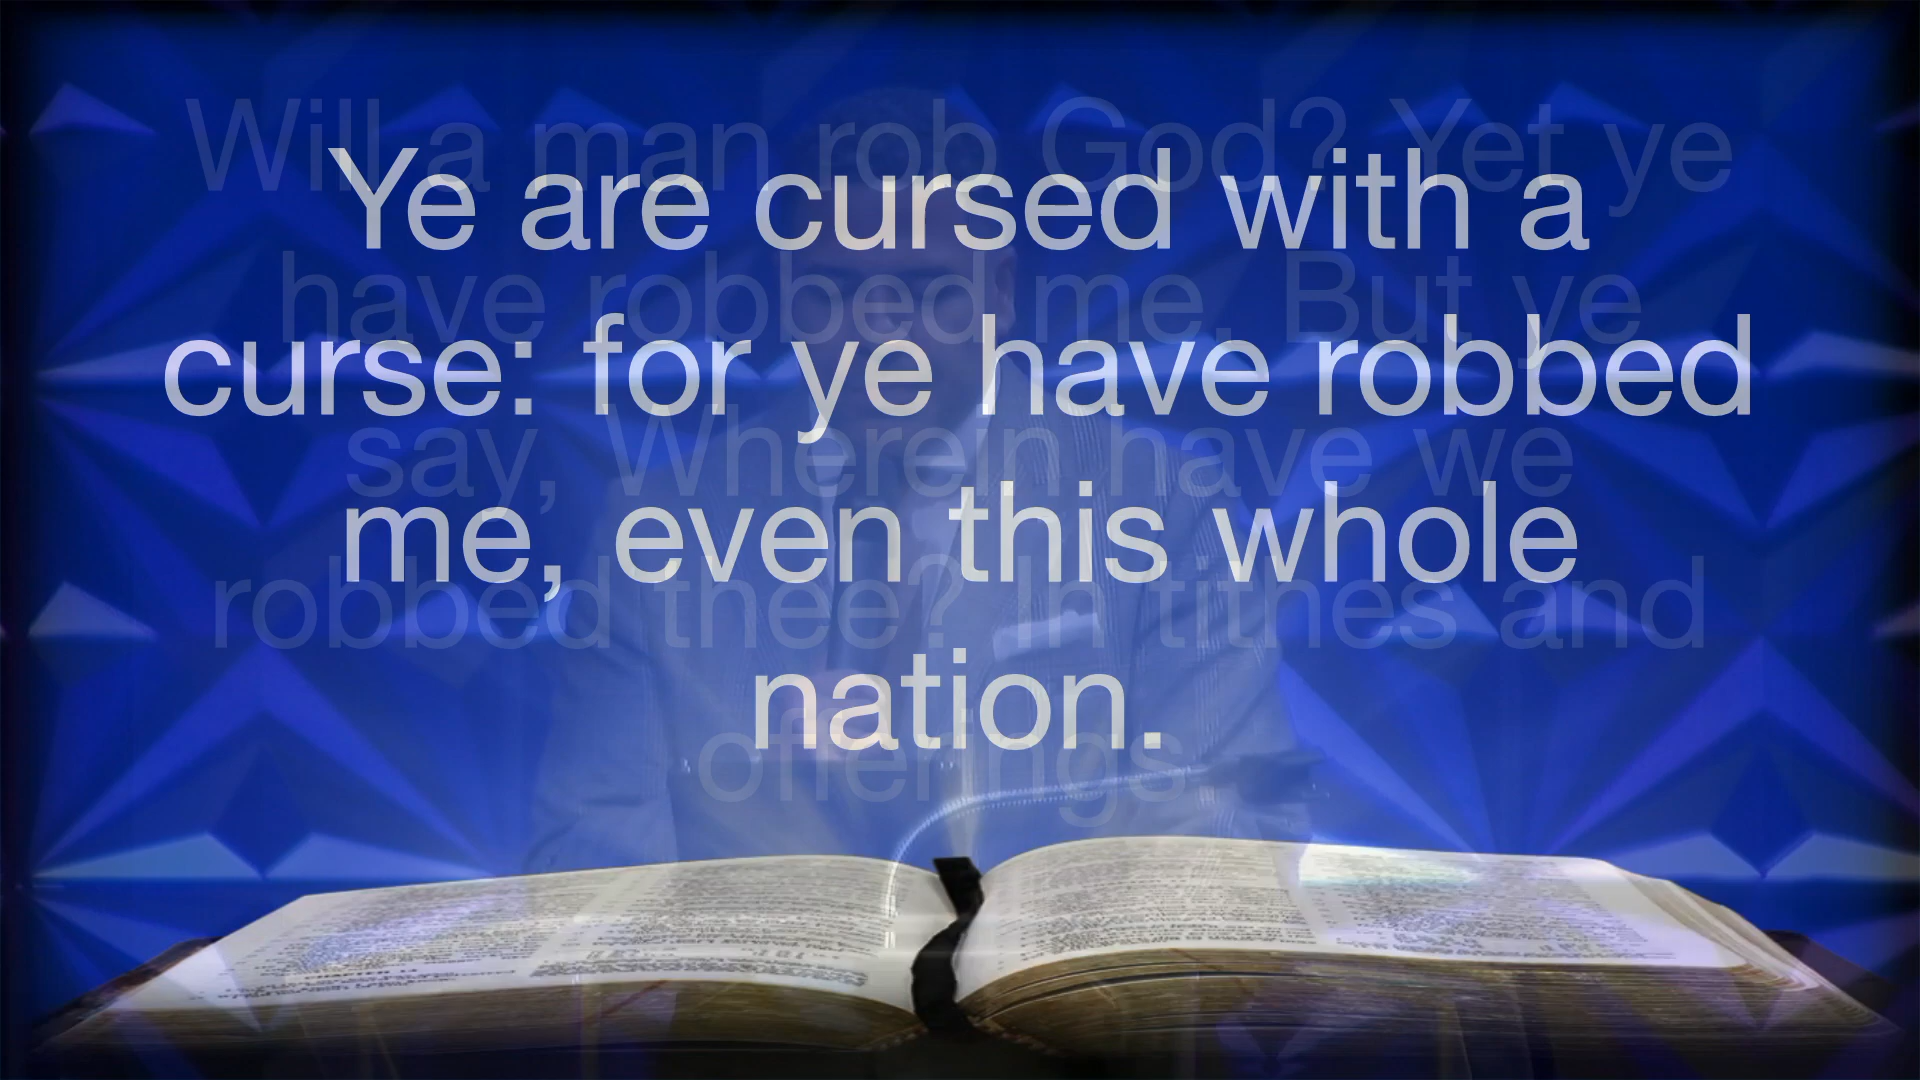 Will a man rob God? Yet ye
have robbed me. But ye
say, Wherein have we
robbed thee? In tithes and
offerings.
Ye are cursed with a
curse: for ye have robbed
me, even this whole
nation.